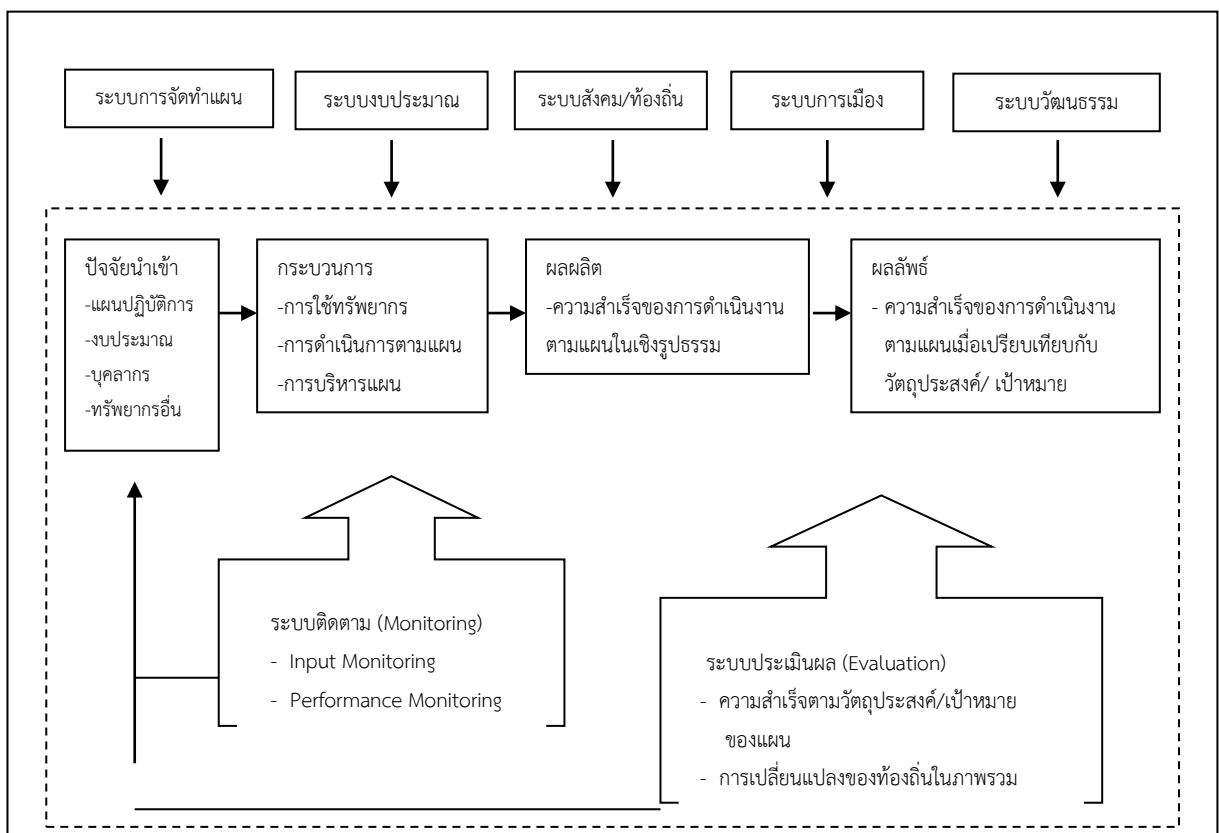 ระบบการจัดทำแผน
ระบบงบประมาณ
ระบบสังคม/ท้องถิ่น
ระบบการเมือง
ระบบวัฒนธรรม
ปัจจัยนำเข้า
-แผนปฏิบัติการ
-งบประมาณ
-บุคลากร
-ทรัพยากรอื่น
กระบวนการ
-การใช้ทรัพยากร
-การดำเนินการตามแผน
-การบริหารแผน
ผลผลิต
-ความสำเร็จของการดำเนินงาน
ตามแผนในเชิงรูปธรรม
ผลลัพธ์
- ความสำเร็จของการดำเนินงาน
ตามแผนเมื่อเปรียบเทียบกับ
วัตถุประสงค์/ เป้าหมาย
ระบบติดตาม (Monitoring)
- Input Monitoring
- Performance Monitoring
ระบบประเมินผล (Evaluation)
- ความสำเร็จตามวัตถุประสงค์/เป้าหมาย
ของแผน
- การเปลี่ยนแปลงของท้องถิ่นในภาพรวม